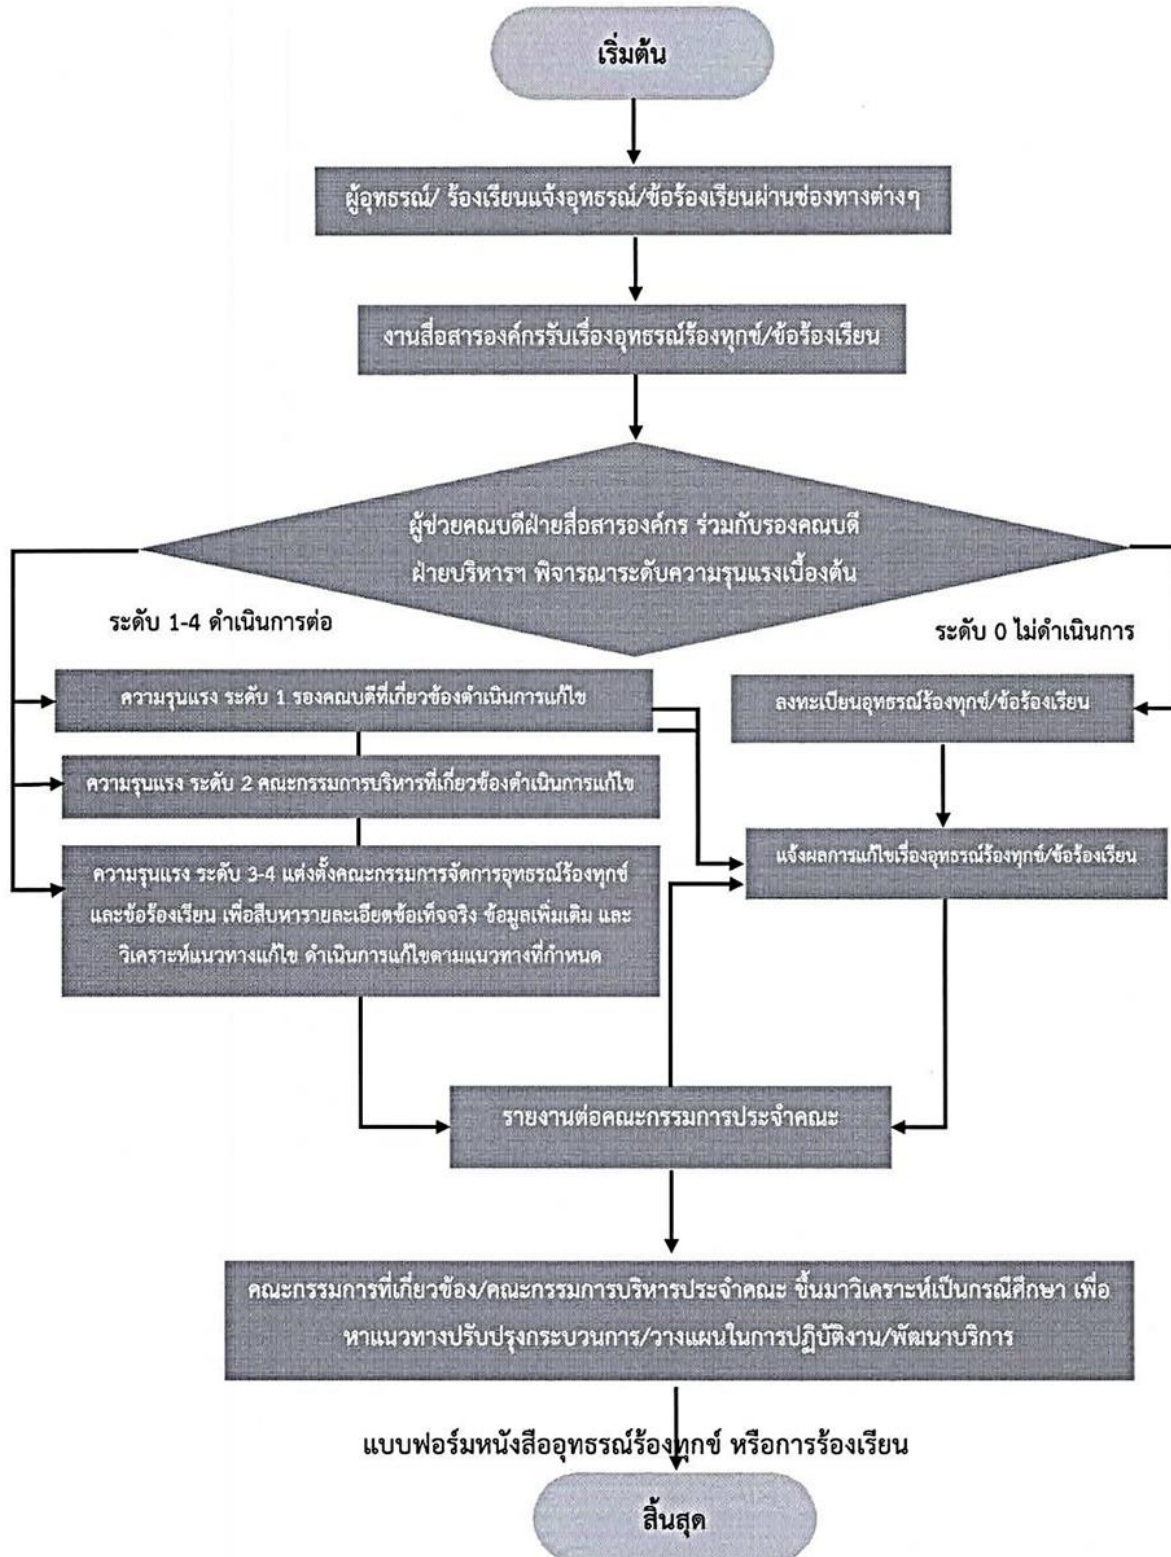 เริ่มต้น
ผู้อุทธรณ์/ ร้องเรียนแจ้งอุทธรณ์/ข้อร้องเรียนผ่านช่องทางต่างๆ
งานสื่อสารองค์กรรับเรื่องอุทธรณ์ร้องทุกข์/ข้อร้องเรียน
ผู้ช่วยคณบดีฝ่ายสื่อสารองค์กร ร่วมกับรองคณบดี
ฝ่ายบริหารฯ พิจารณาระดับความรุนแรงเบื้องต้น
ระดับ 1-4 ดำเนินการต่อ
ระดับ 0 ไม่ดำเนินการ
ความรุนแรง ระดับ 1 รองคณบดีที่เกี่ยวข้องดำเนินการแก้ไข
ลงทะเบียนอุทธรณ์ร้องทุกข์/ข้อร้องเรียน
ความรุนแรง ระดับ 2 คณะกรรมการบริหารที่เกี่ยวข้องดำเนินการแก้ไข
แจ้งผลการแก้ไขเรื่องอุทธรณ์ร้องทุกข์/ข้อร้องเรียน
ความรุนแรง ระดับ 3-4 แต่งตั้งคณะกรรมการจัดการอุทธรณ์ร้องทุกข์
และข้อร้องเรียน เพื่อสืบหารายละเอียดข้อเท็จจริง ข้อมูลเพิ่มเติม และ
วิเคราะห์แนวทางแก้ไข ดำเนินการแก้ไขตามแนวทางที่กำหนด
รายงานต่อคณะกรรมการประจำคณะ
คณะกรรมการที่เกี่ยวข้อง/คณะกรรมการบริหารประจำคณะ ขึ้นมาวิเคราะห์เป็นกรณีศึกษา เพื่อ
หาแนวทางปรับปรุงกระบวนการ/วางแผนในการปฏิบัติงาน/พัฒนาบริการ
แบบฟอร์มหนังสืออุทธรณ์ร้องทุกข์ หรือการร้องเรียน
สิ้นสุด